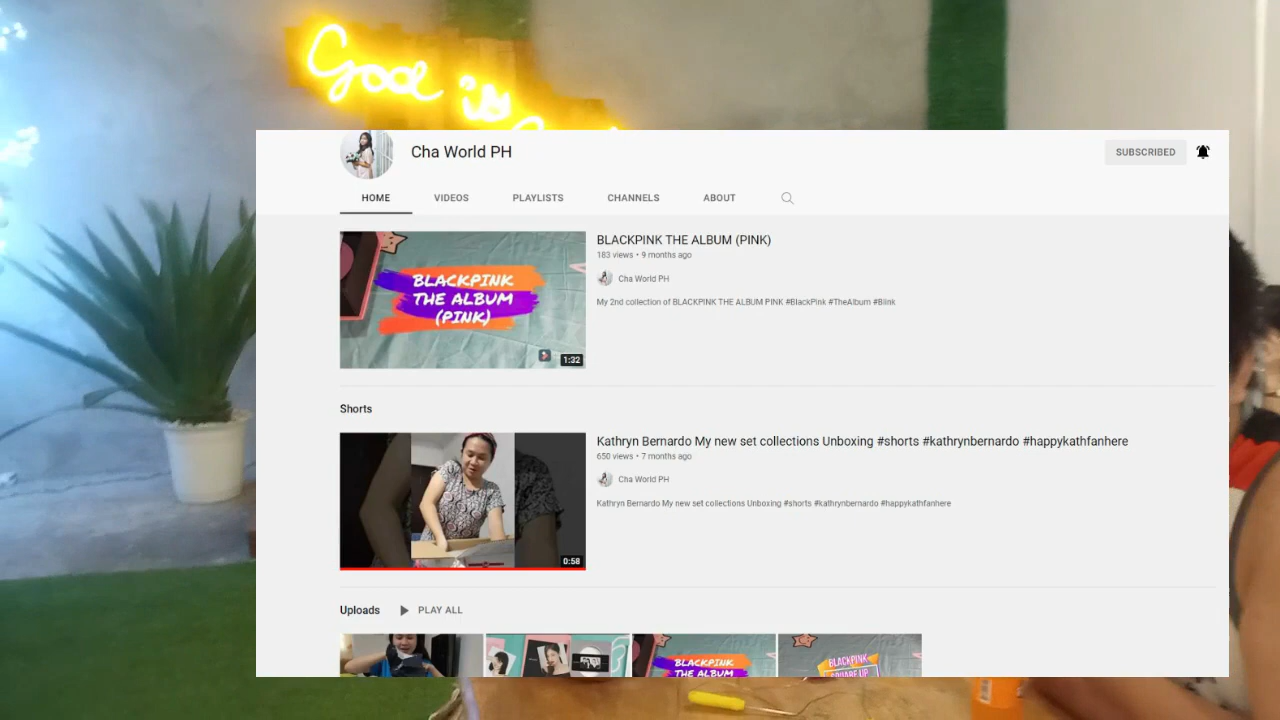 God is
Cha World PH
SUBSCRIBED
HOME VIDEOS PLAYLISTS CHANNELS ABOUT
BLACKPINK
THE ALBUM
(PINK)
1:32
BLACKPINK THE ALBUM (PINK)
183 views • 9 months ago
Cha World PH
My 2nd collection of BLACKPINK THE ALBUM PINK #BlackPink #TheAlbum #Blink
Shorts
0:58
Kathryn Bernardo My new set collections Unboxing #shorts #kathrynbernardo #happykathfanhere
650 views • 7 months ago
Cha World PH
Kathryn Bernardo My new set collections Unboxing #shorts #kathrynbernardo #happykathfanhere
Uploads PLAY ALL
BLACKPINK
THE ALBUM
BLACKPINK
SQUARE UP